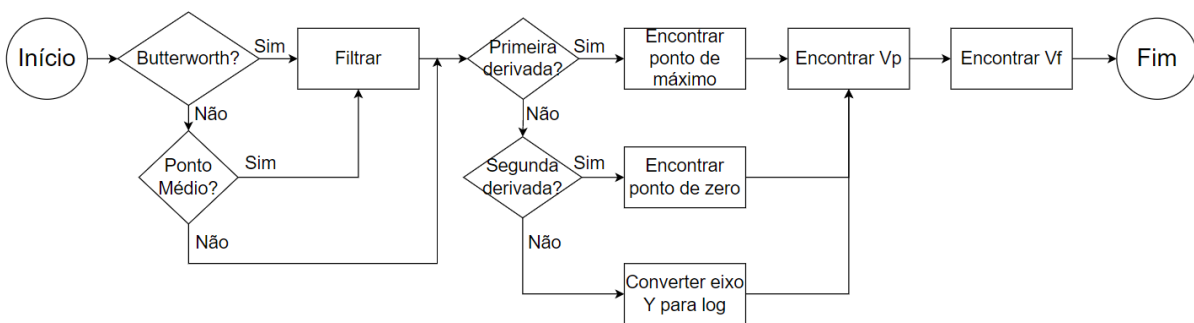 Início
Butterworth?
Sim
Filtrar
Não
Ponto
Médio?
Sim
Não
Primeira
derivada?
Sim
Encontrar
ponto de
máximo
Encontrar Vp
Encontrar Vf
Fim
Não
Segunda
derivada?
Sim
Encontrar
ponto de zero
Não
Converter eixo
Y para log